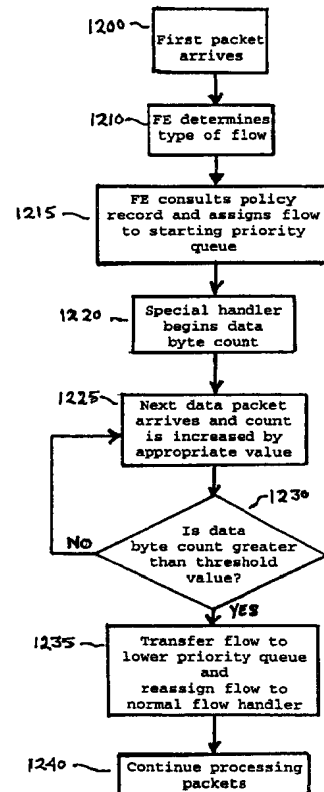 1200
First packet
arrives
1210
FE determines
type of flow
1215
FE consults policy
record and assigns flow
to starting priority
queue
1220
Special handler
begins data
byte count
1225
Next data packet
arrives and count
is increased by
appropriate value
1230
Is data
byte count greater
than threshold
value?
NO
YES
1235
Transfer flow to
lower priority queue
and
reassign flow to
normal flow handler
1240
Continue processing
packets